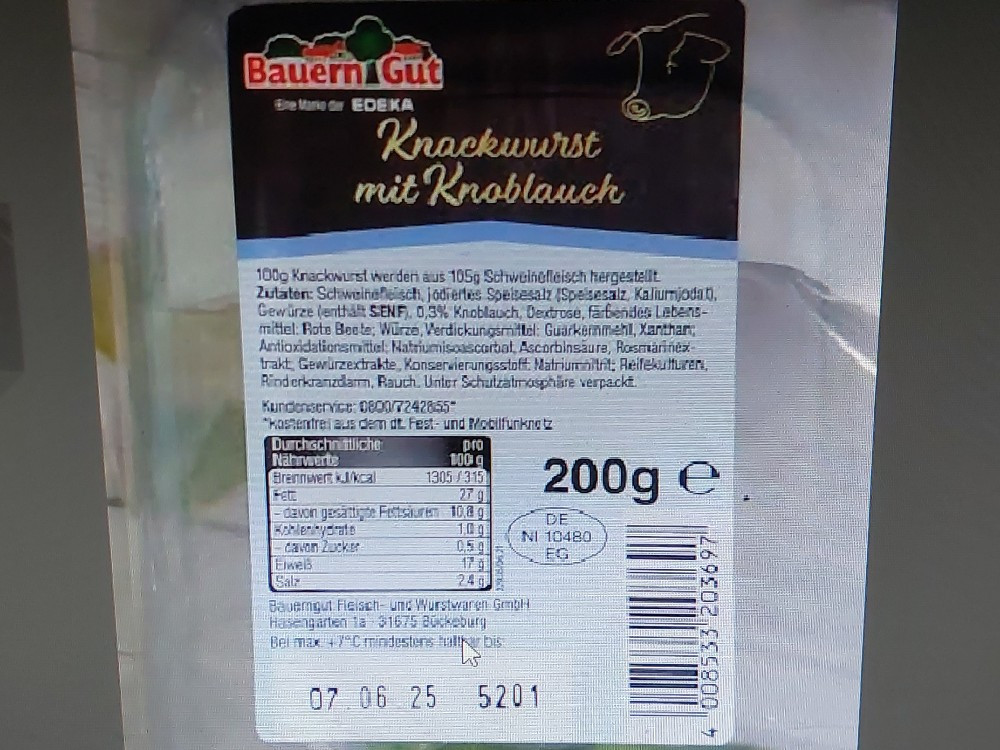 Bauern Gut
Eine Marke der EDEKA
Knackwurst
mit Knoblauch
100g Knackwurst werden aus 105g Schweinefleisch hergestellt.
Zutaten: Schweinefleisch, jodiertes Speisesalz (Speisesalz, Kaliumjodat),
Gewürze (enthält SENF), 0,3% Knoblauch, Dextrose, färbendes Lebens-
mittel: Rote Beete; Würze, Verdickungsmittel: Guarkernmehl, Xanthan;
Antioxidationsmittel: Natriumisoascorbat, Ascorbinsäure, Rosmarinex-
trakt; Gewürzextrakte, Konservierungsstoff: Natriumnitrit; Reifekulturen,
Rinderkranzdarm, Rauch. Unter Schutzatmosphäre verpackt.
Kundenservice: 0800/7242855*
*kostenfrei aus dem dt. Fest- und Mobilfunknetz
Durchschnittliche pro
Nährwerte 100 g
Brennwert kJ/kcal 1305 / 315
Fett 27 g
- davon gesättigte Fettsäuren 10,8 g
Kohlenhydrate 1,0 g
- davon Zucker 0,5 g
Eiweiß 17 g
Salz 2,4 g
200g e
DE
NI 10480
EG
Bauerngut Fleisch- und Wurstwaren GmbH
Hasengarten 1a · 31675 Bückeburg
Bei max. +7°C mindestens haltbar bis:
07 06 25 5201
4 008533 203697